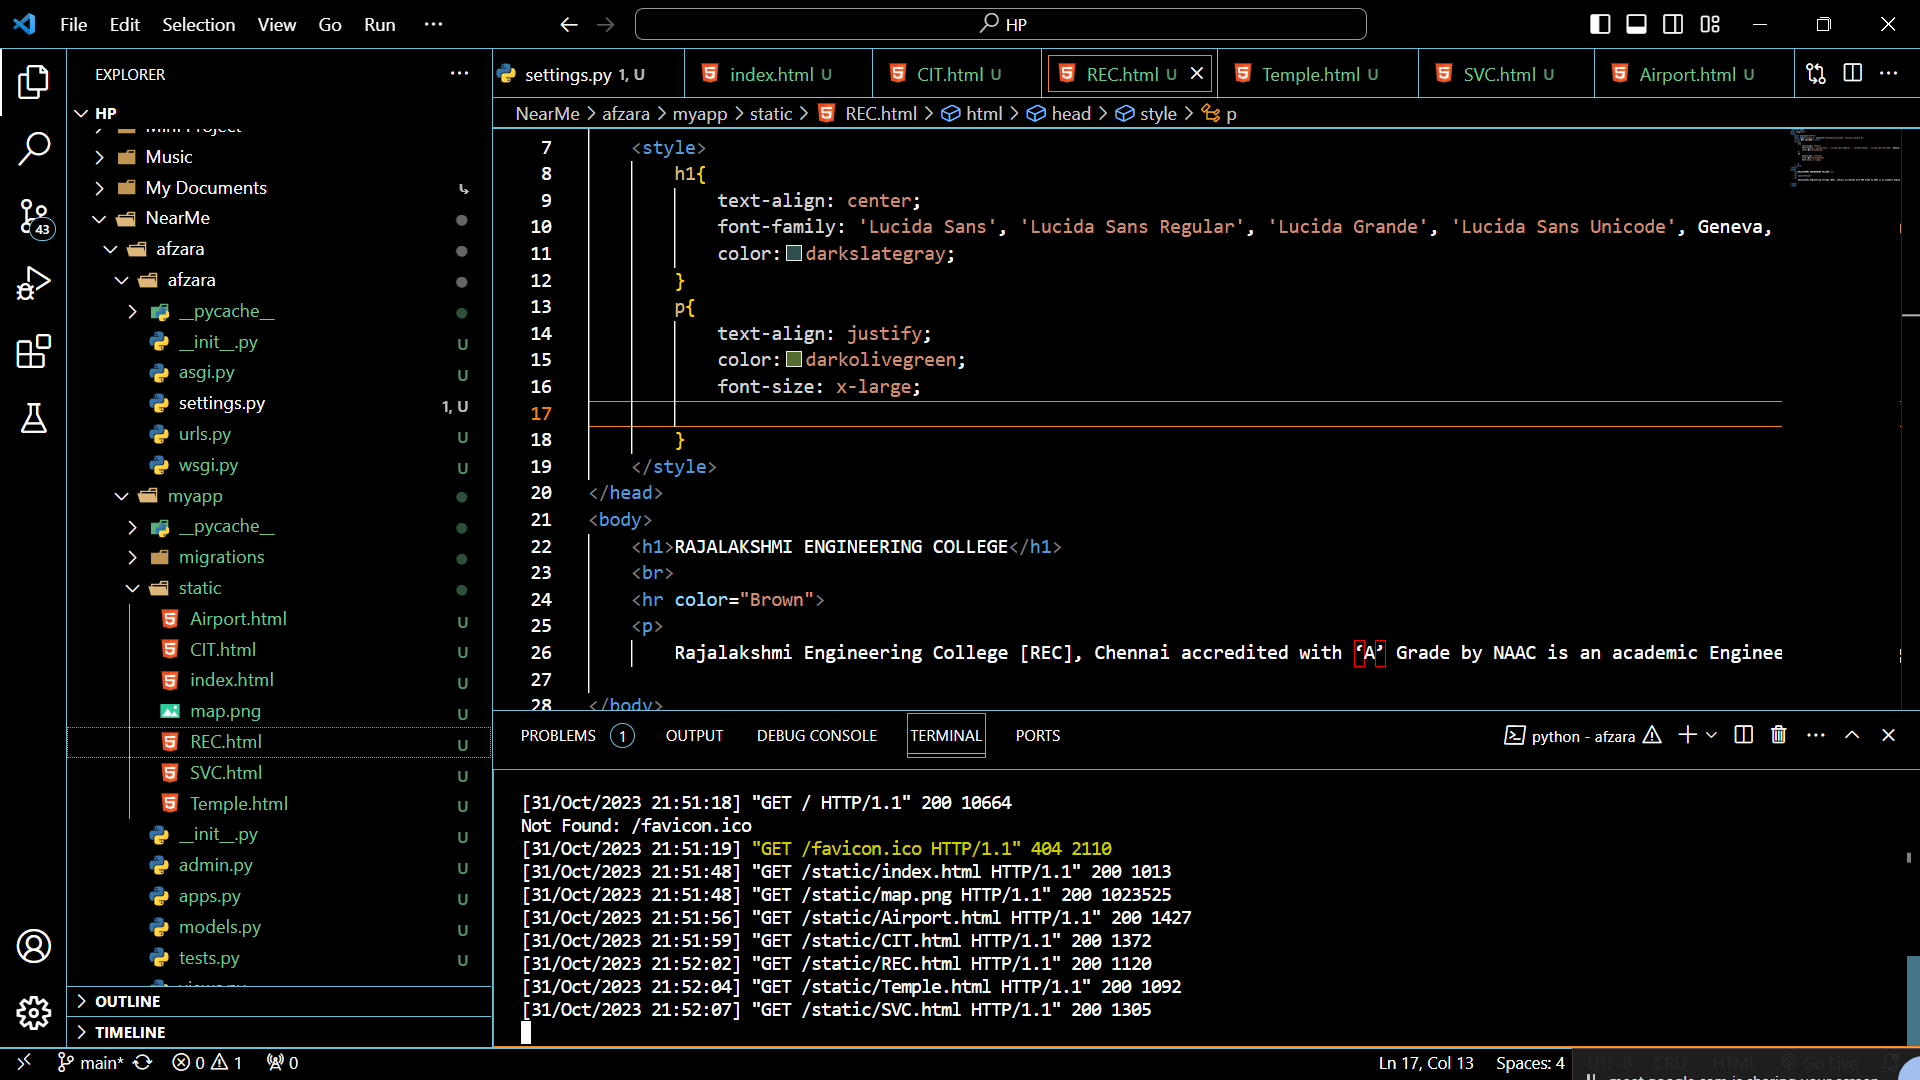 File Edit Selection View Go Run ···
HP
EXPLORER
HP
Mini Project
Music
My Documents
NearMe
afzara
afzara
__pycache__
__init__.py U
asgi.py U
settings.py 1, U
urls.py U
wsgi.py U
myapp
__pycache__
migrations
static
Airport.html U
CIT.html U
index.html U
map.png U
REC.html U
SVC.html U
Temple.html U
__init__.py U
admin.py U
apps.py U
models.py U
tests.py U
OUTLINE
TIMELINE
43
settings.py 1, U
index.html U
CIT.html U
REC.html U
Temple.html U
SVC.html U
Airport.html U
NearMe > afzara > myapp > static > REC.html > html > head > style > p
7 <style>
8 h1{
9 text-align: center;
10 font-family: 'Lucida Sans', 'Lucida Sans Regular', 'Lucida Grande', 'Lucida Sans Unicode', Geneva,
11 color: darkslategray;
12 }
13 p{
14 text-align: justify;
15 color: darkolivegreen;
16 font-size: x-large;
17
18 }
19 </style>
20 </head>
21 <body>
22 <h1>RAJALAKSHMI ENGINEERING COLLEGE</h1>
23 <br>
24 <hr color="Brown">
25 <p>
26 Rajalakshmi Engineering College [REC], Chennai accredited with ‘A’ Grade by NAAC is an academic Enginee
27
28 </body>
PROBLEMS 1 OUTPUT DEBUG CONSOLE TERMINAL PORTS
python - afzara
[31/Oct/2023 21:51:18] "GET / HTTP/1.1" 200 10664
Not Found: /favicon.ico
[31/Oct/2023 21:51:19] "GET /favicon.ico HTTP/1.1" 404 2110
[31/Oct/2023 21:51:48] "GET /static/index.html HTTP/1.1" 200 1013
[31/Oct/2023 21:51:48] "GET /static/map.png HTTP/1.1" 200 1023525
[31/Oct/2023 21:51:56] "GET /static/Airport.html HTTP/1.1" 200 1427
[31/Oct/2023 21:51:59] "GET /static/CIT.html HTTP/1.1" 200 1372
[31/Oct/2023 21:52:02] "GET /static/REC.html HTTP/1.1" 200 1120
[31/Oct/2023 21:52:04] "GET /static/Temple.html HTTP/1.1" 200 1092
[31/Oct/2023 21:52:07] "GET /static/SVC.html HTTP/1.1" 200 1305
main* 0 1 0
Ln 17, Col 13 Spaces: 4 UTF-8 CRLF HTML Go Live